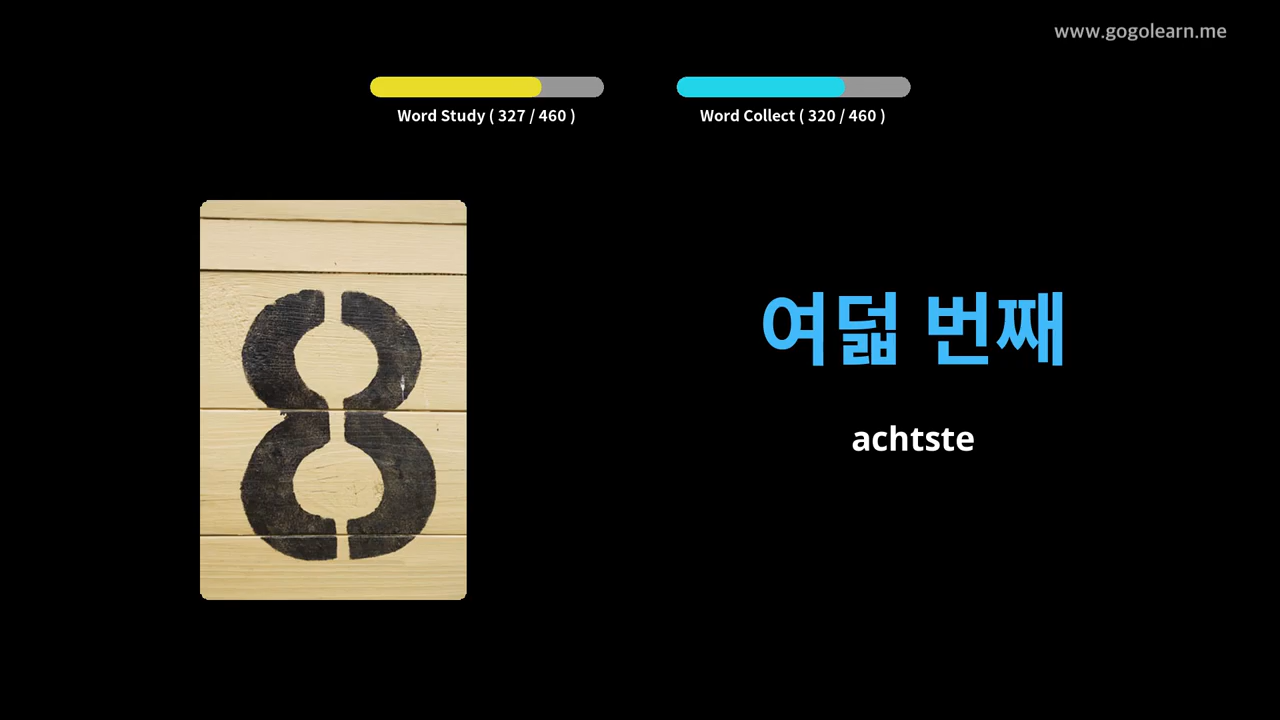 www.gogolearn.me
Word Study ( 327 / 460 )
Word Collect ( 320 / 460 )
8
여덟 번째
achtste